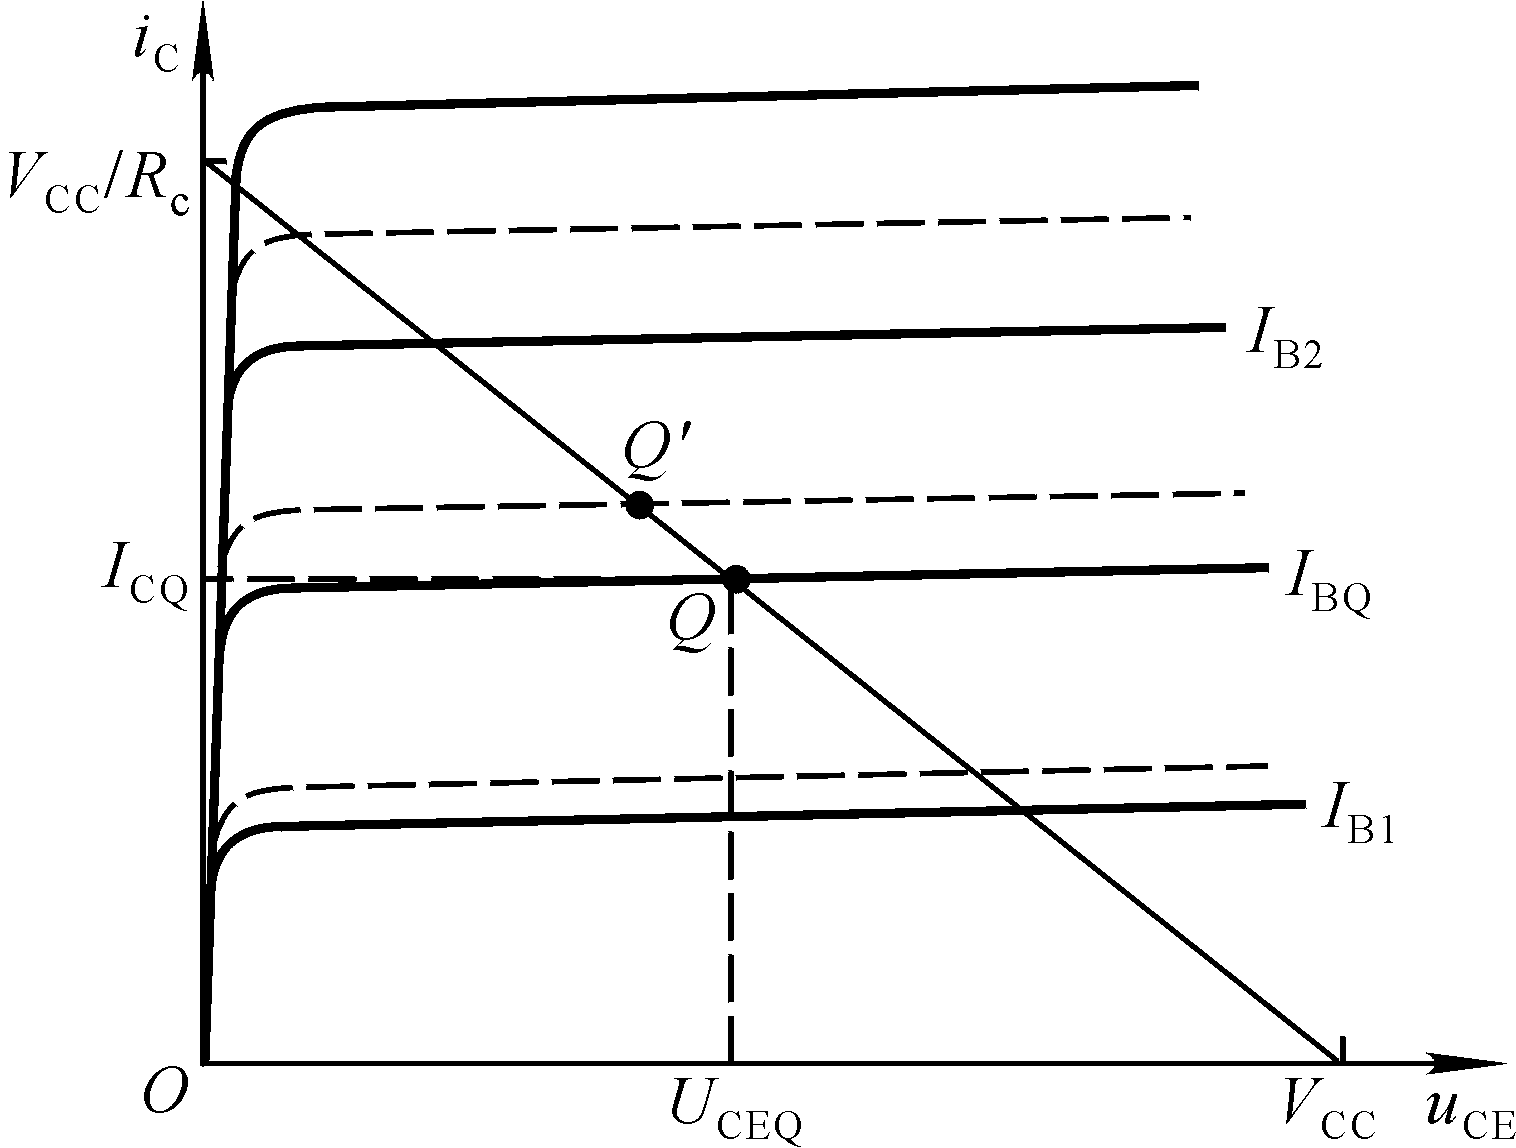 i_C
V_CC/R_c
I_B2
Q′
I_CQ
I_BQ
Q
I_B1
O
U_CEQ
V_CC
u_CE